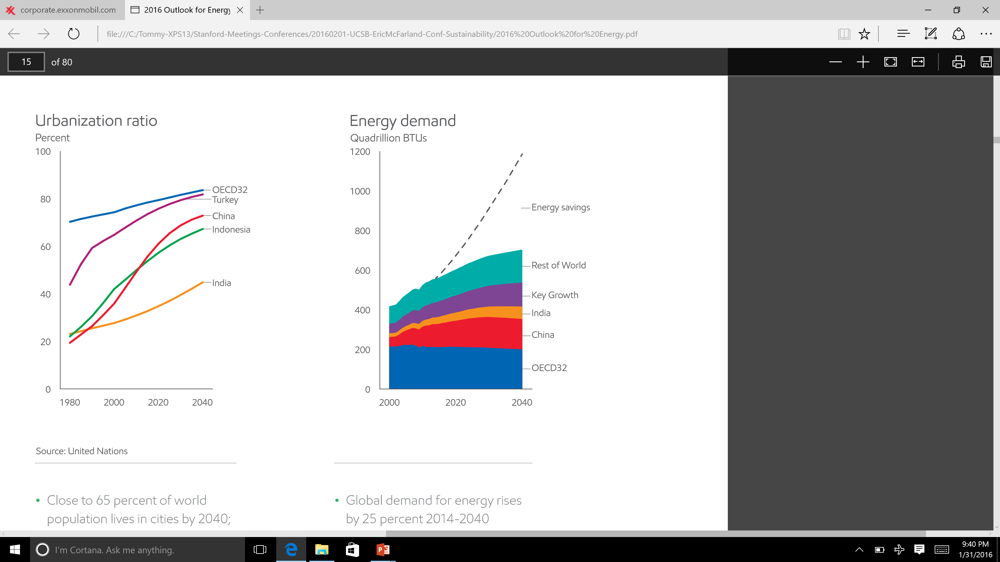 corporate.exxonmobil.com
2016 Outlook for Energy
file:///C:/Tommy-XPS13/Stanford-Meetings-Conferences/20160201-UCSB-EricMcFarland-Conf-Sustainability/2016%20Outlook%20for%20Energy.pdf
15 of 80
Urbanization ratio
Percent
100
80
60
40
20
0
1980 2000 2020 2040
OECD32
Turkey
China
Indonesia
India
Source: United Nations
• Close to 65 percent of world
population lives in cities by 2040;
Energy demand
Quadrillion BTUs
1200
1000
800
600
400
200
0
2000 2020 2040
Energy savings
Rest of World
Key Growth
India
China
OECD32
• Global demand for energy rises
by 25 percent 2014-2040
I'm Cortana. Ask me anything.
9:40 PM
1/31/2016